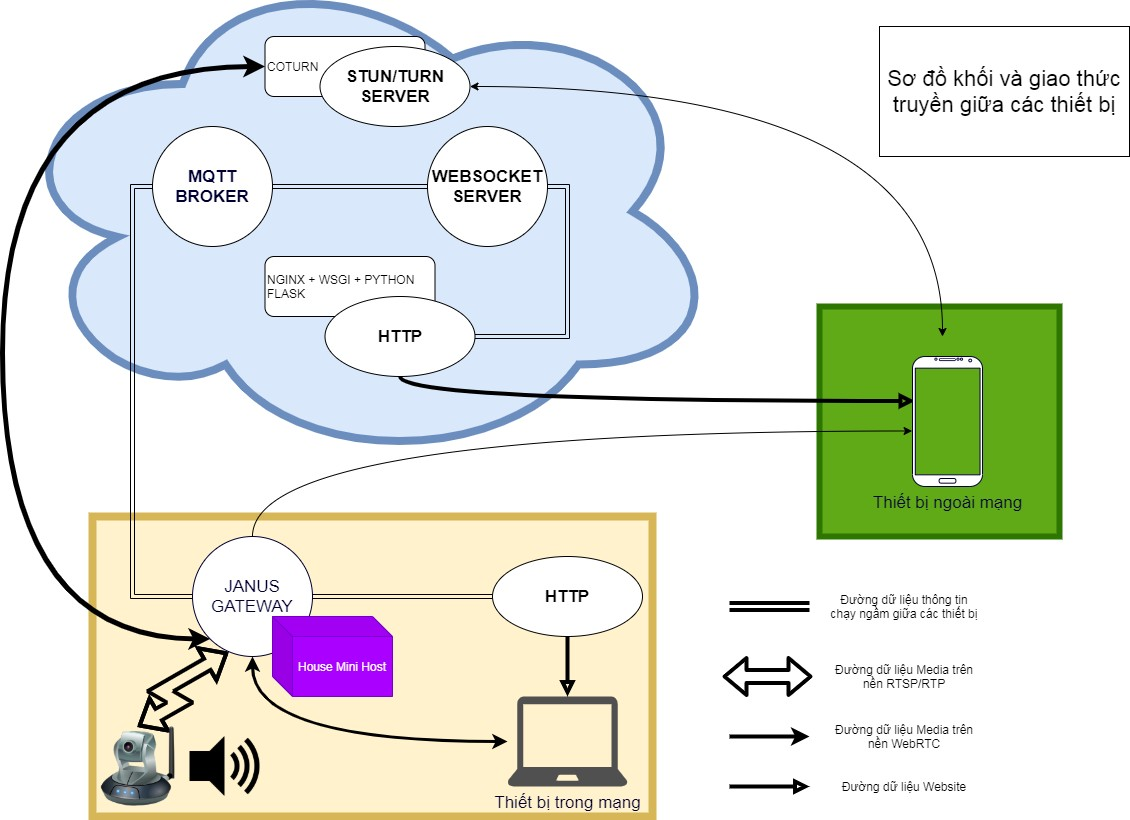 COTURN
STUN/TURN
SERVER
Sơ đồ khối và giao thức
truyền giữa các thiết bị
MQTT
BROKER
WEBSOCKET
SERVER
NGINX + WSGI + PYTHON
FLASK
HTTP
Thiết bị ngoài mạng
JANUS
GATEWAY
HTTP
House Mini Host
Thiết bị trong mạng
Đường dữ liệu thông tin
chạy ngầm giữa các thiết bị
Đường dữ liệu Media trên
nền RTSP/RTP
Đường dữ liệu Media trên
nền WebRTC
Đường dữ liệu Website